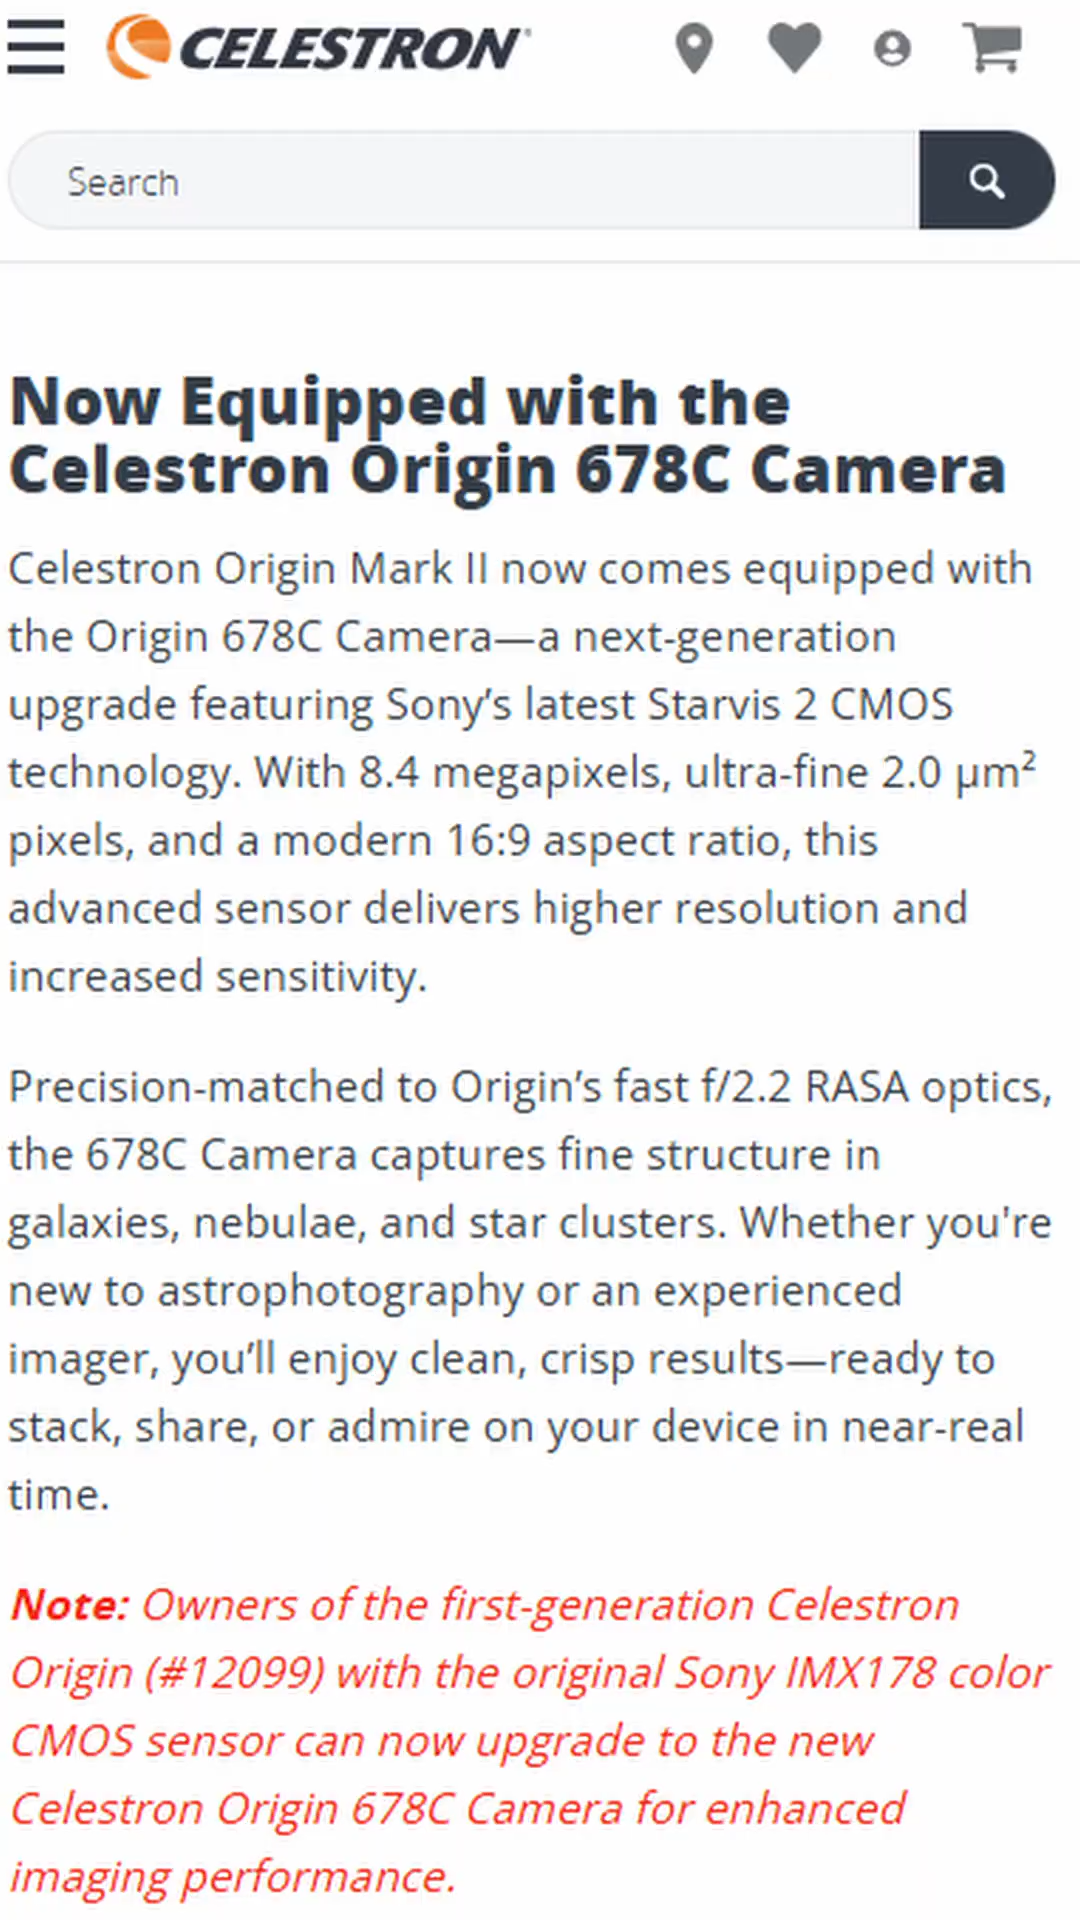 CELESTRON
Search
Now Equipped with the
Celestron Origin 678C Camera
Celestron Origin Mark II now comes equipped with
the Origin 678C Camera—a next-generation
upgrade featuring Sony’s latest Starvis 2 CMOS
technology. With 8.4 megapixels, ultra-fine 2.0 µm²
pixels, and a modern 16:9 aspect ratio, this
advanced sensor delivers higher resolution and
increased sensitivity.
Precision-matched to Origin’s fast f/2.2 RASA optics,
the 678C Camera captures fine structure in
galaxies, nebulae, and star clusters. Whether you're
new to astrophotography or an experienced
imager, you’ll enjoy clean, crisp results—ready to
stack, share, or admire on your device in near-real
time.
Note: Owners of the first-generation Celestron
Origin (#12099) with the original Sony IMX178 color
CMOS sensor can now upgrade to the new
Celestron Origin 678C Camera for enhanced
imaging performance.